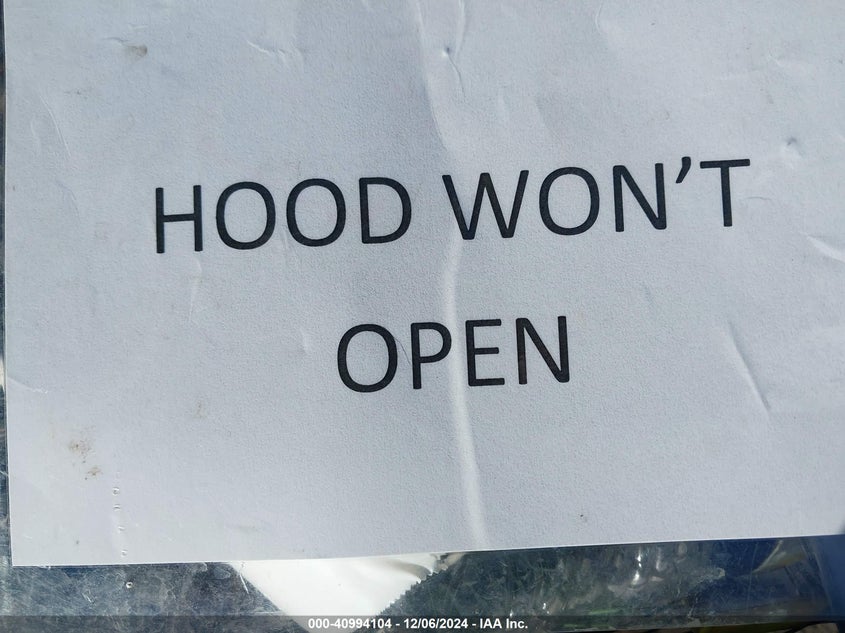 HOOD WON’T
OPEN
000-40994104 - 12/06/2024 - IAA Inc.